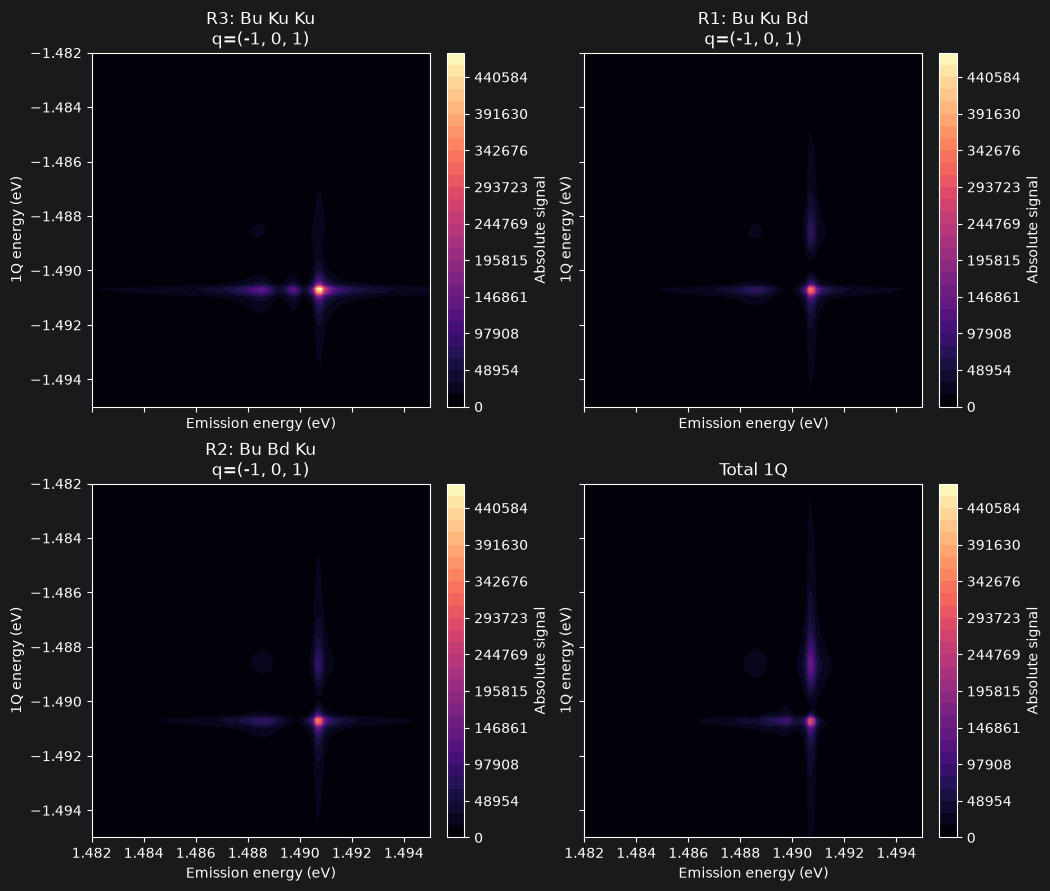 R3: Bu Ku Ku
q=(-1, 0, 1)
−1.482
−1.484
−1.486
−1.488
−1.490
−1.492
−1.494
1Q energy (eV)
Emission energy (eV)
440584
391630
342676
293723
244769
195815
146861
97908
48954
0
Absolute signal
R1: Bu Ku Bd
q=(-1, 0, 1)
1Q energy (eV)
Emission energy (eV)
440584
391630
342676
293723
244769
195815
146861
97908
48954
0
Absolute signal
R2: Bu Bd Ku
q=(-1, 0, 1)
−1.482
−1.484
−1.486
−1.488
−1.490
−1.492
−1.494
1Q energy (eV)
1.482 1.484 1.486 1.488 1.490 1.492 1.494
Emission energy (eV)
440584
391630
342676
293723
244769
195815
146861
97908
48954
0
Absolute signal
Total 1Q
1Q energy (eV)
1.482 1.484 1.486 1.488 1.490 1.492 1.494
Emission energy (eV)
440584
391630
342676
293723
244769
195815
146861
97908
48954
0
Absolute signal